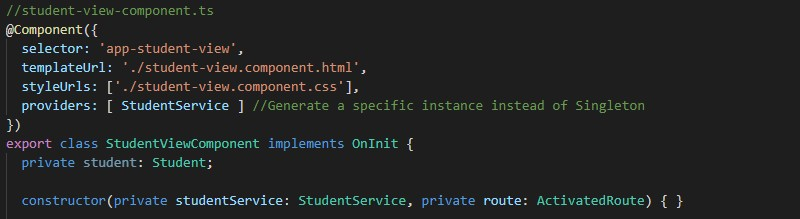 //student-view-component.ts
@Component({
  selector: 'app-student-view',
  templateUrl: './student-view.component.html',
  styleUrls: ['./student-view.component.css'],
  providers: [ StudentService ] //Generate a specific instance instead of Singleton
})
export class StudentViewComponent implements OnInit {
  private student: Student;
  constructor(private studentService: StudentService, private route: ActivatedRoute) { }